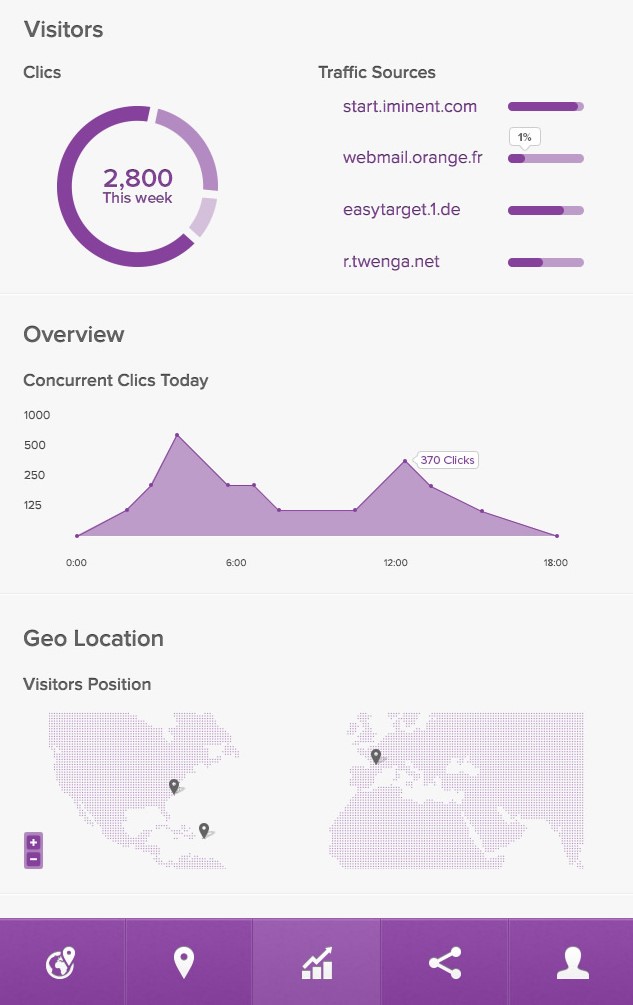 Visitors
Clics
2,800
This week
Traffic Sources
start.iminent.com
1%
webmail.orange.fr
easytarget.1.de
r.twenga.net
Overview
Concurrent Clics Today
1000
500
250
125
370 Clicks
0:00 6:00 12:00 18:00
Geo Location
Visitors Position
+
−